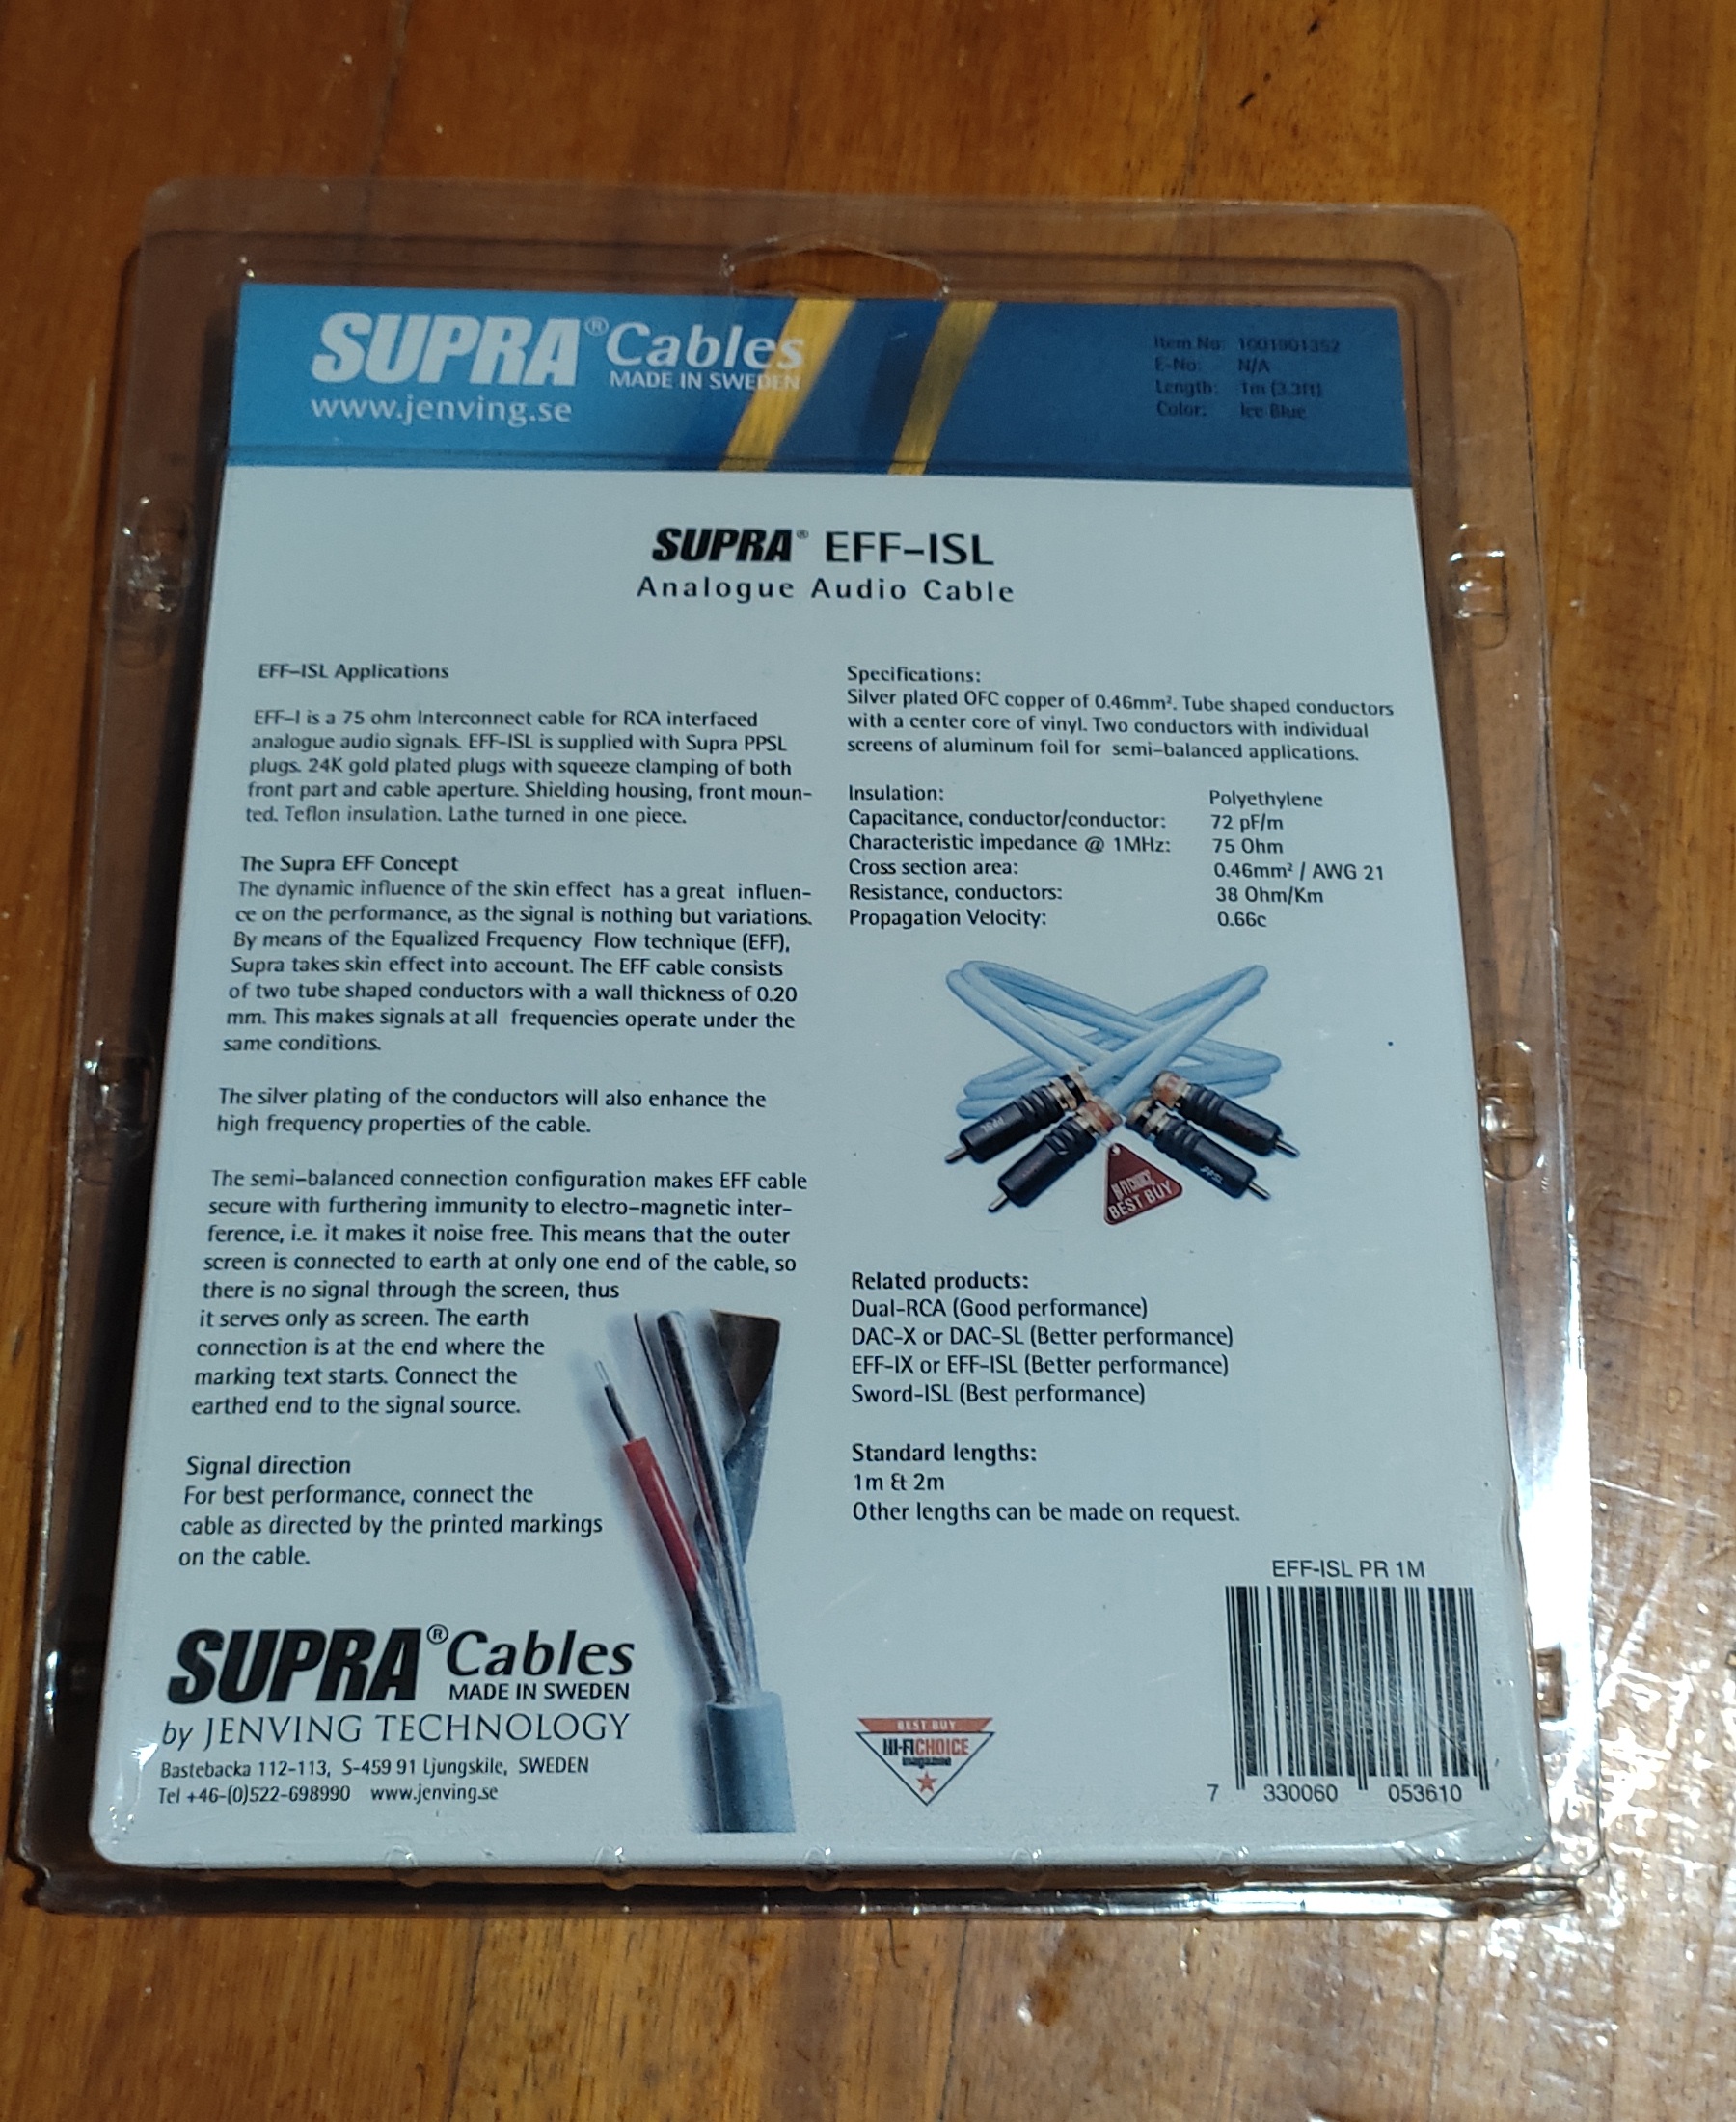 SUPRA® Cables
MADE IN SWEDEN
www.jenving.se
Item No: 1001901352
E-No: N/A
Length: 1m (3.3ft)
Color: Ice Blue
SUPRA® EFF-ISL
Analogue Audio Cable
EFF-ISL Applications
EFF-I is a 75 ohm Interconnect cable for RCA interfaced
analogue audio signals. EFF-ISL is supplied with Supra PPSL
plugs. 24K gold plated plugs with squeeze clamping of both
front part and cable aperture. Shielding housing, front moun-
ted. Teflon insulation. Lathe turned in one piece.
The Supra EFF Concept
The dynamic influence of the skin effect has a great influen-
ce on the performance, as the signal is nothing but variations.
By means of the Equalized Frequency Flow technique (EFF),
Supra takes skin effect into account. The EFF cable consists
of two tube shaped conductors with a wall thickness of 0.20
mm. This makes signals at all frequencies operate under the
same conditions.
The silver plating of the conductors will also enhance the
high frequency properties of the cable.
The semi-balanced connection configuration makes EFF cable
secure with furthering immunity to electro-magnetic inter-
ference, i.e. it makes it noise free. This means that the outer
screen is connected to earth at only one end of the cable, so
there is no signal through the screen, thus
it serves only as screen. The earth
connection is at the end where the
marking text starts. Connect the
earthed end to the signal source.
Signal direction
For best performance, connect the
cable as directed by the printed markings
on the cable.
SUPRA® Cables
MADE IN SWEDEN
by JENVING TECHNOLOGY
Bastebacka 112-113, S-459 91 Ljungskile, SWEDEN
Tel +46-(0)522-698990 www.jenving.se
Specifications:
Silver plated OFC copper of 0.46mm². Tube shaped conductors
with a center core of vinyl. Two conductors with individual
screens of aluminum foil for semi-balanced applications.
Insulation: Polyethylene
Capacitance, conductor/conductor: 72 pF/m
Characteristic impedance @ 1MHz: 75 Ohm
Cross section area: 0.46mm² / AWG 21
Resistance, conductors: 38 Ohm/Km
Propagation Velocity: 0.66c
PPSL
PPSL
HI-FI CHOICE
BEST BUY
Related products:
Dual-RCA (Good performance)
DAC-X or DAC-SL (Better performance)
EFF-IX or EFF-ISL (Better performance)
Sword-ISL (Best performance)
Standard lengths:
1m & 2m
Other lengths can be made on request.
BEST BUY
HI-FI CHOICE
magazine
EFF-ISL PR 1M
7 330060 053610